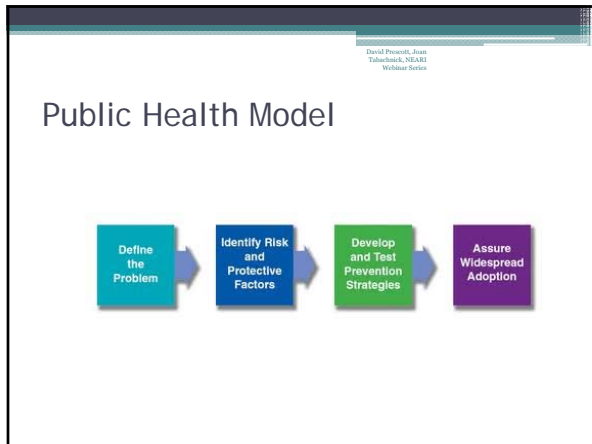 David Prescott, Joan
Tabachnick, NEARI
Webinar Series
Public Health Model
Define
the
Problem
Identify Risk
and
Protective
Factors
Develop
and Test
Prevention
Strategies
Assure
Widespread
Adoption